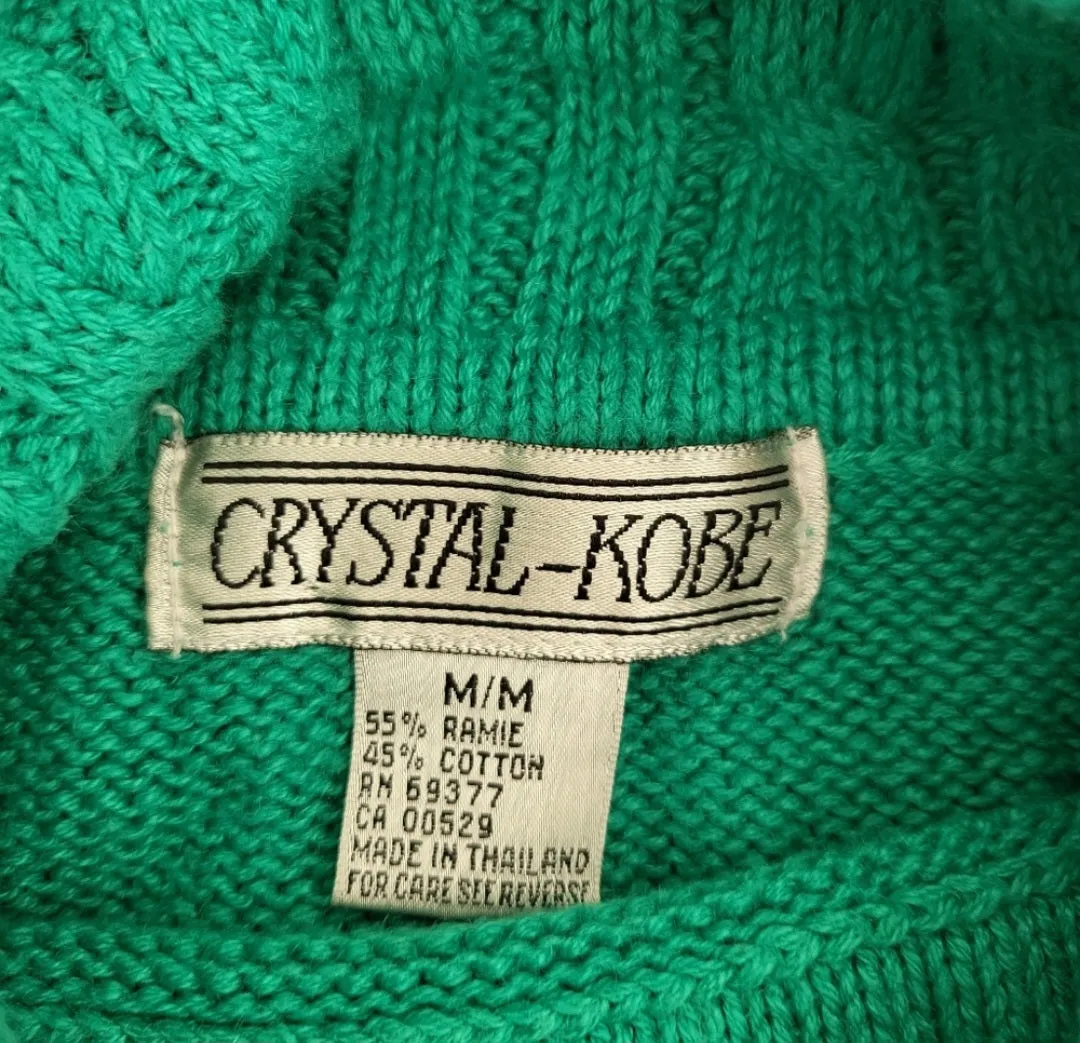 CRYSTAL-KOBE
M/M
55% RAMIE
45% COTTON
RN 69377
CA 00529
MADE IN THAILAND
FOR CARE SEE REVERSE